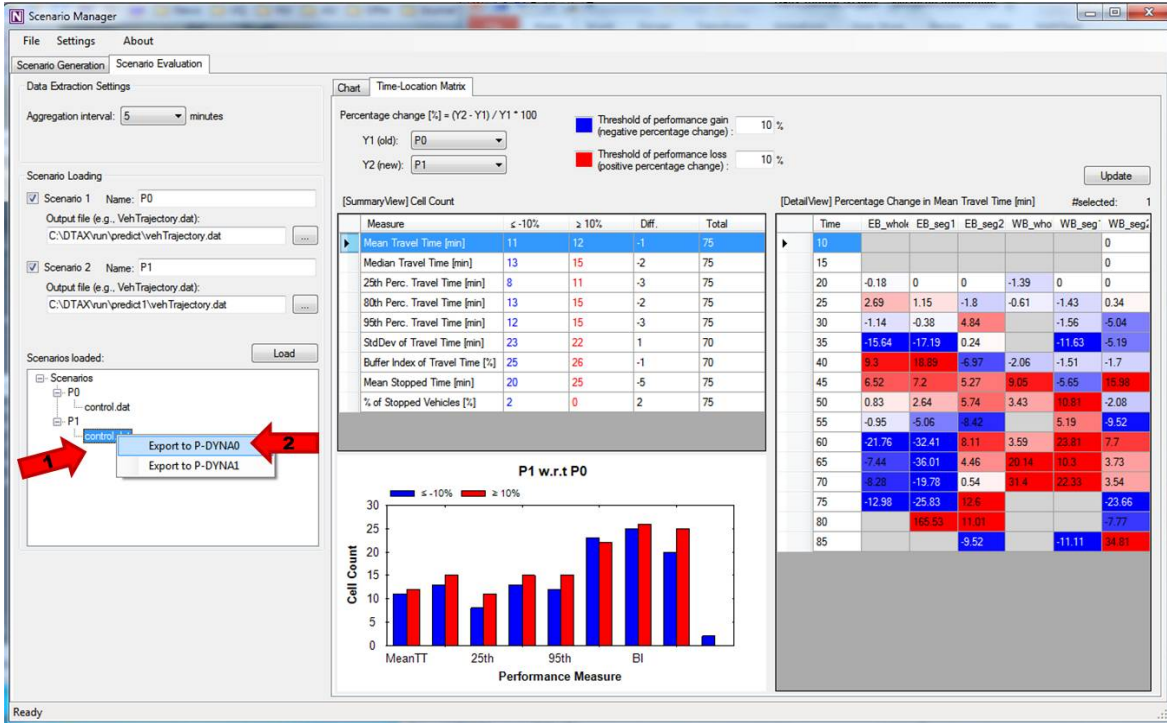 Scenario Manager
File Settings About
Scenario Generation Scenario Evaluation
Data Extraction Settings
Aggregation interval: 5 minutes
Scenario Loading
Scenario 1 Name: P0
Output file (e.g., VehTrajectory.dat):
C:\DTAX\run\predict\vehTrajectory.dat ...
Scenario 2 Name: P1
Output file (e.g., VehTrajectory.dat):
C:\DTAX\run\predict1\vehTrajectory.dat ...
Scenarios loaded: Load
Scenarios
P0
control.dat
P1
control.dat
1
Export to P-DYNA0
2
Export to P-DYNA1
Chart Time-Location Matrix
Percentage change [%] = (Y2 - Y1) / Y1 * 100
Y1 (old): P0
Y2 (new): P1
Threshold of performance gain
(negative percentage change) : 10 %
Threshold of performance loss
(positive percentage change) : 10 %
Update
[SummaryView] Cell Count
Measure ≤ -10% ≥ 10% Diff. Total
Mean Travel Time [min] 11 12 -1 75
Median Travel Time [min] 13 15 -2 75
25th Perc. Travel Time [min] 8 11 -3 75
80th Perc. Travel Time [min] 13 15 -2 75
95th Perc. Travel Time [min] 12 15 -3 75
StdDev of Travel Time [min] 23 22 1 70
Buffer Index of Travel Time [%] 25 26 -1 70
Mean Stopped Time [min] 20 25 -5 75
% of Stopped Vehicles [%] 2 0 2 75
P1 w.r.t P0
≤ -10% ≥ 10%
Cell Count
30
25
20
15
10
5
0
MeanTT 25th 95th BI
Performance Measure
[DetailView] Percentage Change in Mean Travel Time [min] #selected: 1
Time EB_whole EB_seg1 EB_seg2 WB_who WB_seg1 WB_seg2
10 0
15 0
20 -0.18 0 0 -1.39 0 0
25 2.69 1.15 -1.8 -0.61 -1.43 0.34
30 -1.14 -0.38 4.84 -1.56 -5.04
35 -15.64 -17.19 0.24 -11.63 -5.19
40 9.3 18.89 -6.97 -2.06 -1.51 -1.7
45 6.52 7.2 5.27 9.05 -5.65 15.98
50 0.83 2.64 5.74 3.43 10.81 -2.08
55 -0.95 -5.06 -8.42 5.19 -9.52
60 -21.76 -32.41 8.11 3.59 23.81 7.7
65 -7.44 -36.01 4.46 20.14 10.3 3.73
70 -8.28 -19.78 0.54 31.4 22.33 3.54
75 -12.98 -25.83 12.6 -23.66
80 165.53 11.01 -7.77
85 -9.52 -11.11 34.81
Ready